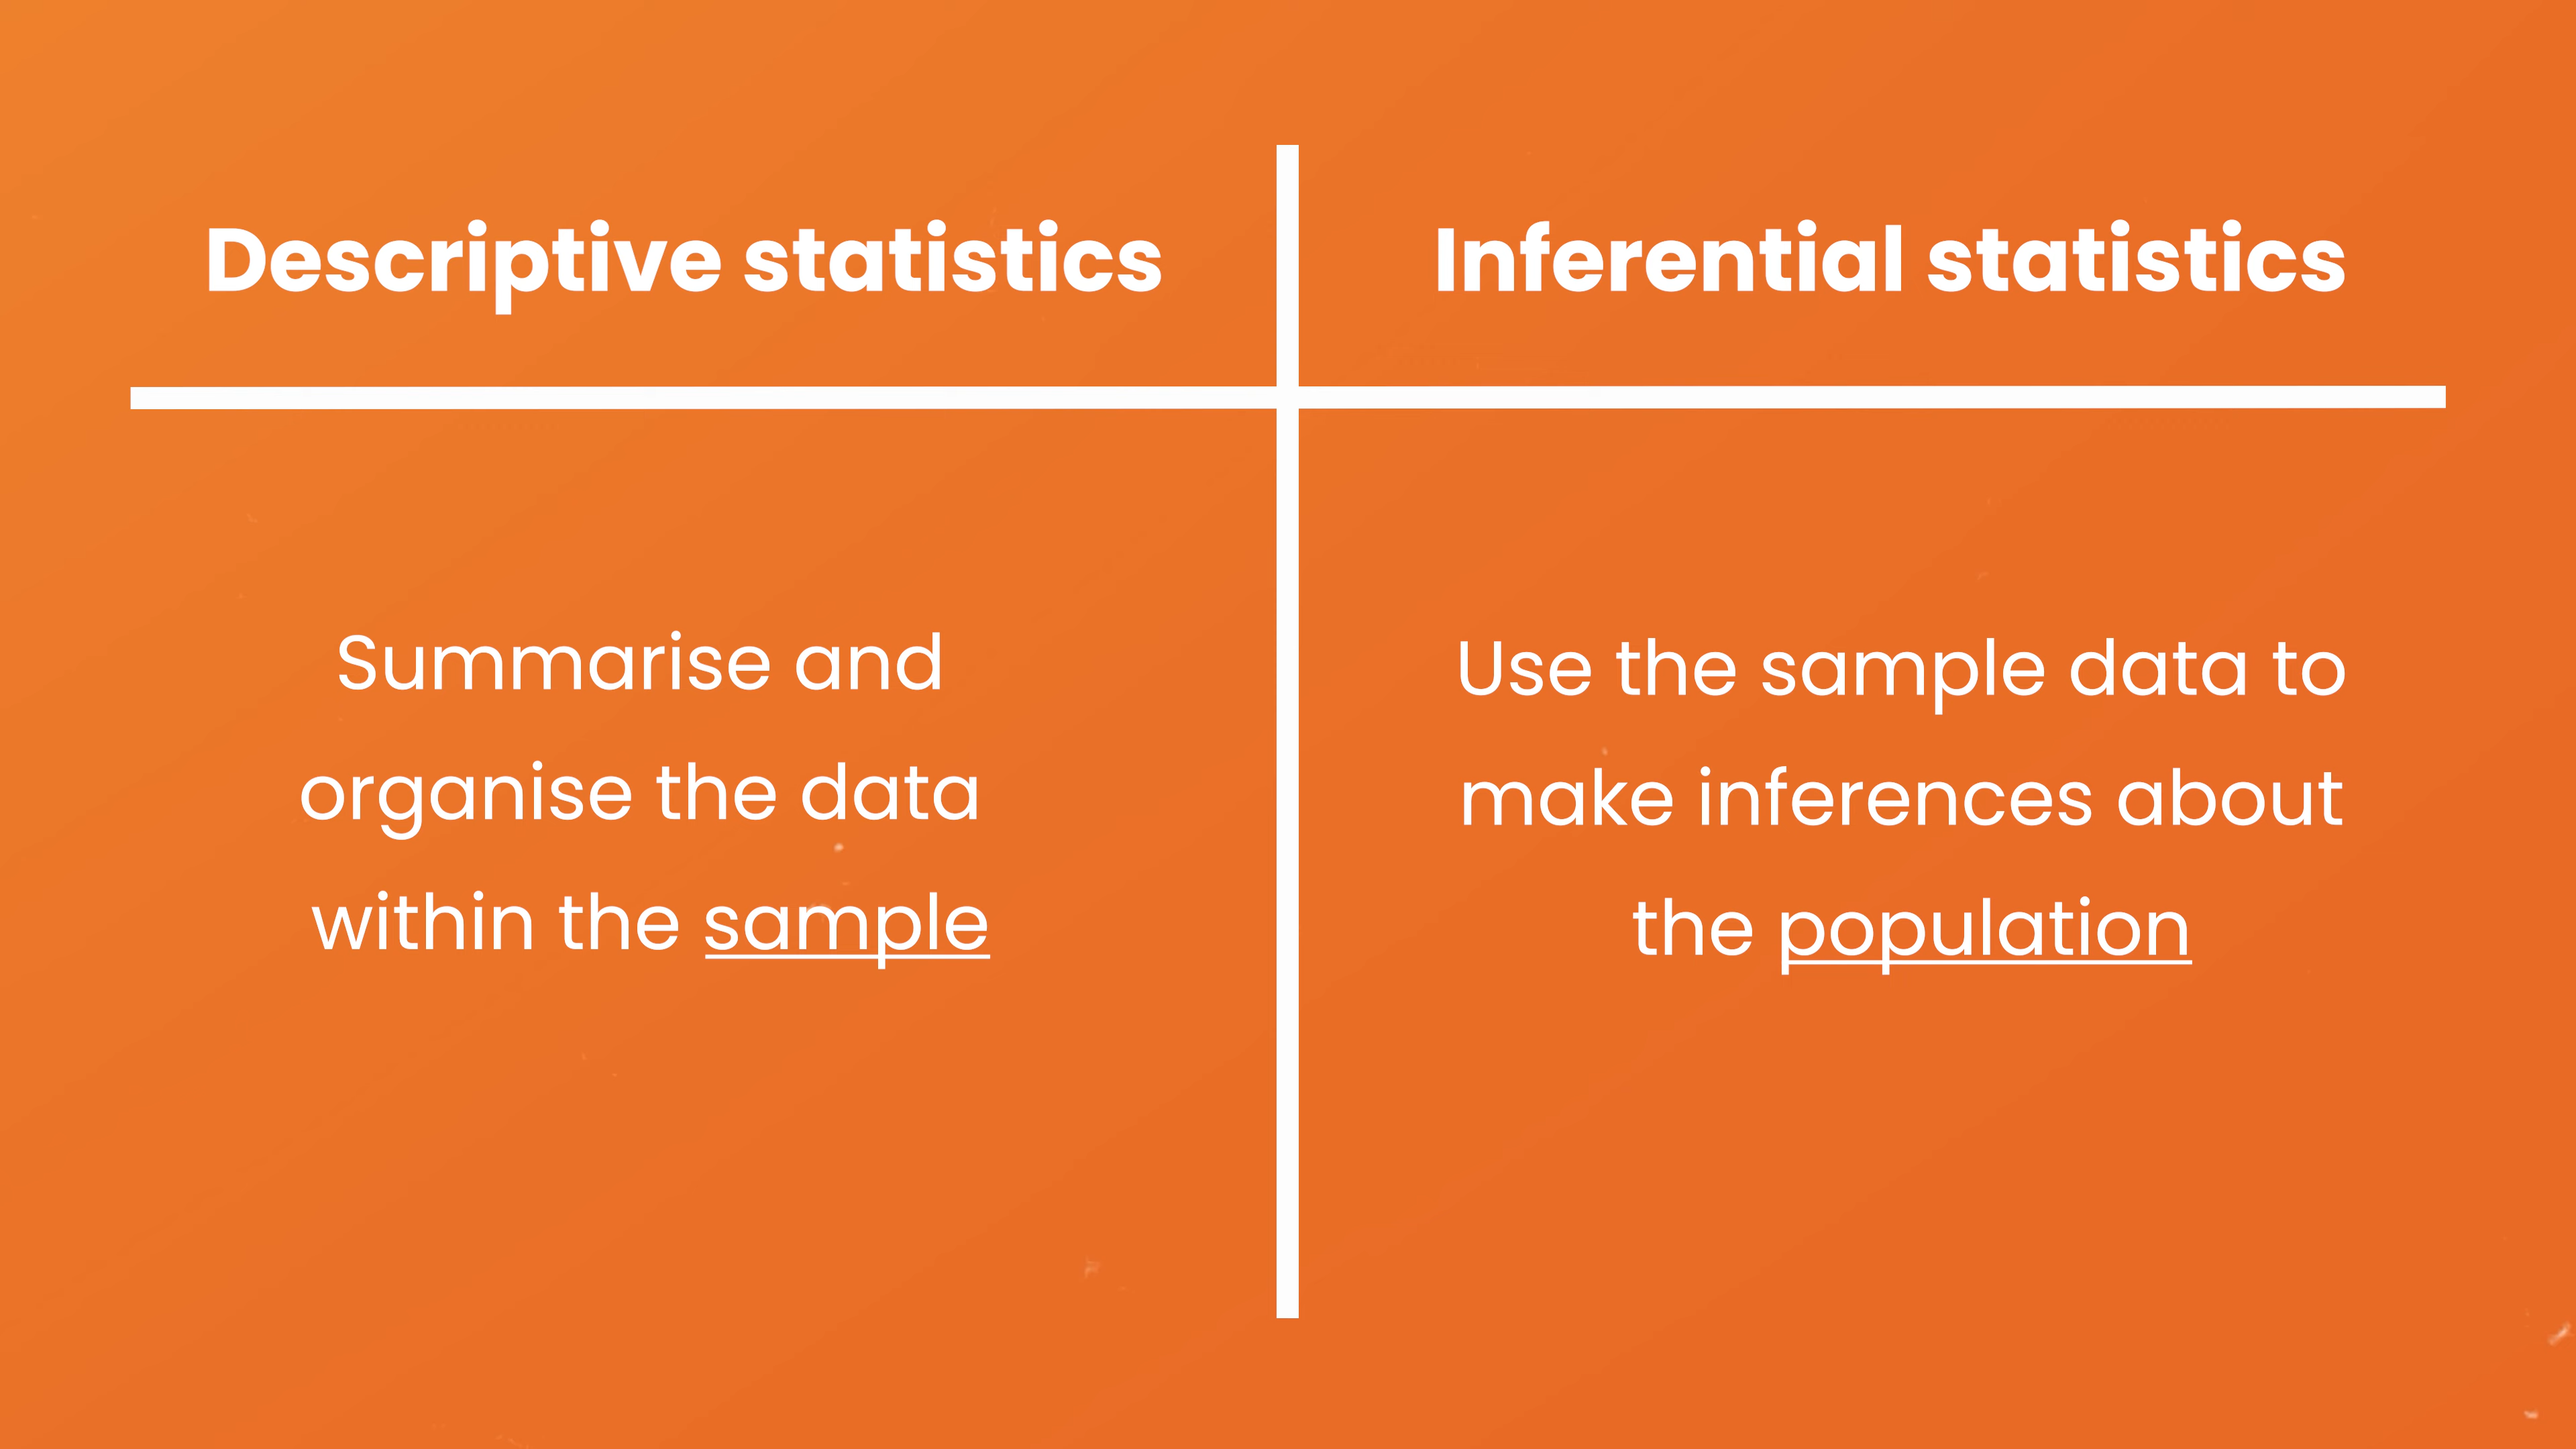 Descriptive statistics
Inferential statistics
Summarise and
organise the data
within the sample
Use the sample data to
make inferences about
the population